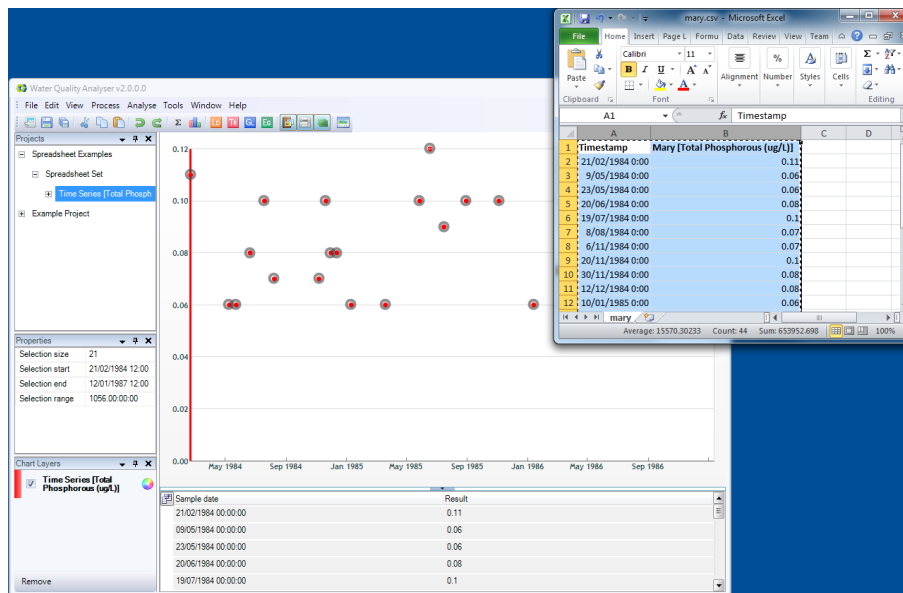 mary.csv - Microsoft Excel
File Home Insert Page L Formu Data Review View Team
Paste
Calibri 11
B I U A A
A
Alignment Number Styles Cells
Clipboard Font Editing
A1 fx Timestamp
A B C D
1 Timestamp Mary [Total Phosphorous (ug/L)]
2 21/02/1984 0:00 0.11
3 9/05/1984 0:00 0.06
4 23/05/1984 0:00 0.06
5 20/06/1984 0:00 0.08
6 19/07/1984 0:00 0.1
7 8/08/1984 0:00 0.07
8 6/11/1984 0:00 0.07
9 20/11/1984 0:00 0.1
10 30/11/1984 0:00 0.08
11 12/12/1984 0:00 0.08
12 10/01/1985 0:00 0.06
mary
Average: 15570.30233 Count: 44 Sum: 653952.698 100%
Water Quality Analyser v2.0.0.0
File Edit View Process Analyse Tools Window Help
Projects
Spreadsheet Examples
Spreadsheet Set
Time Series [Total Phosph
Example Project
Properties
Selection size 21
Selection start 21/02/1984 12:00
Selection end 12/01/1987 12:00
Selection range 1056.00:00:00
Chart Layers
Time Series [Total
Phosphorous (ug/L)]
Remove
0.12
0.10
0.08
0.06
0.04
0.02
0.00
May 1984 Sep 1984 Jan 1985 May 1985 Sep 1985 Jan 1986 May 1986 Sep 1986
Sample date Result
21/02/1984 00:00:00 0.11
09/05/1984 00:00:00 0.06
23/05/1984 00:00:00 0.06
20/06/1984 00:00:00 0.08
19/07/1984 00:00:00 0.1